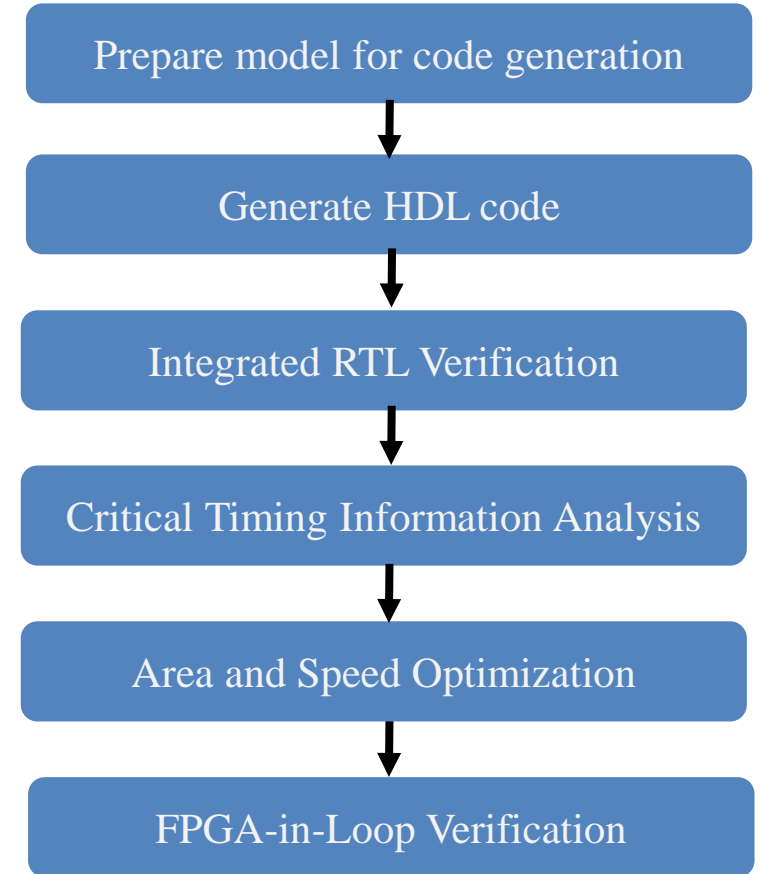 Prepare model for code generation
Generate HDL code
Integrated RTL Verification
Critical Timing Information Analysis
Area and Speed Optimization
FPGA-in-Loop Verification